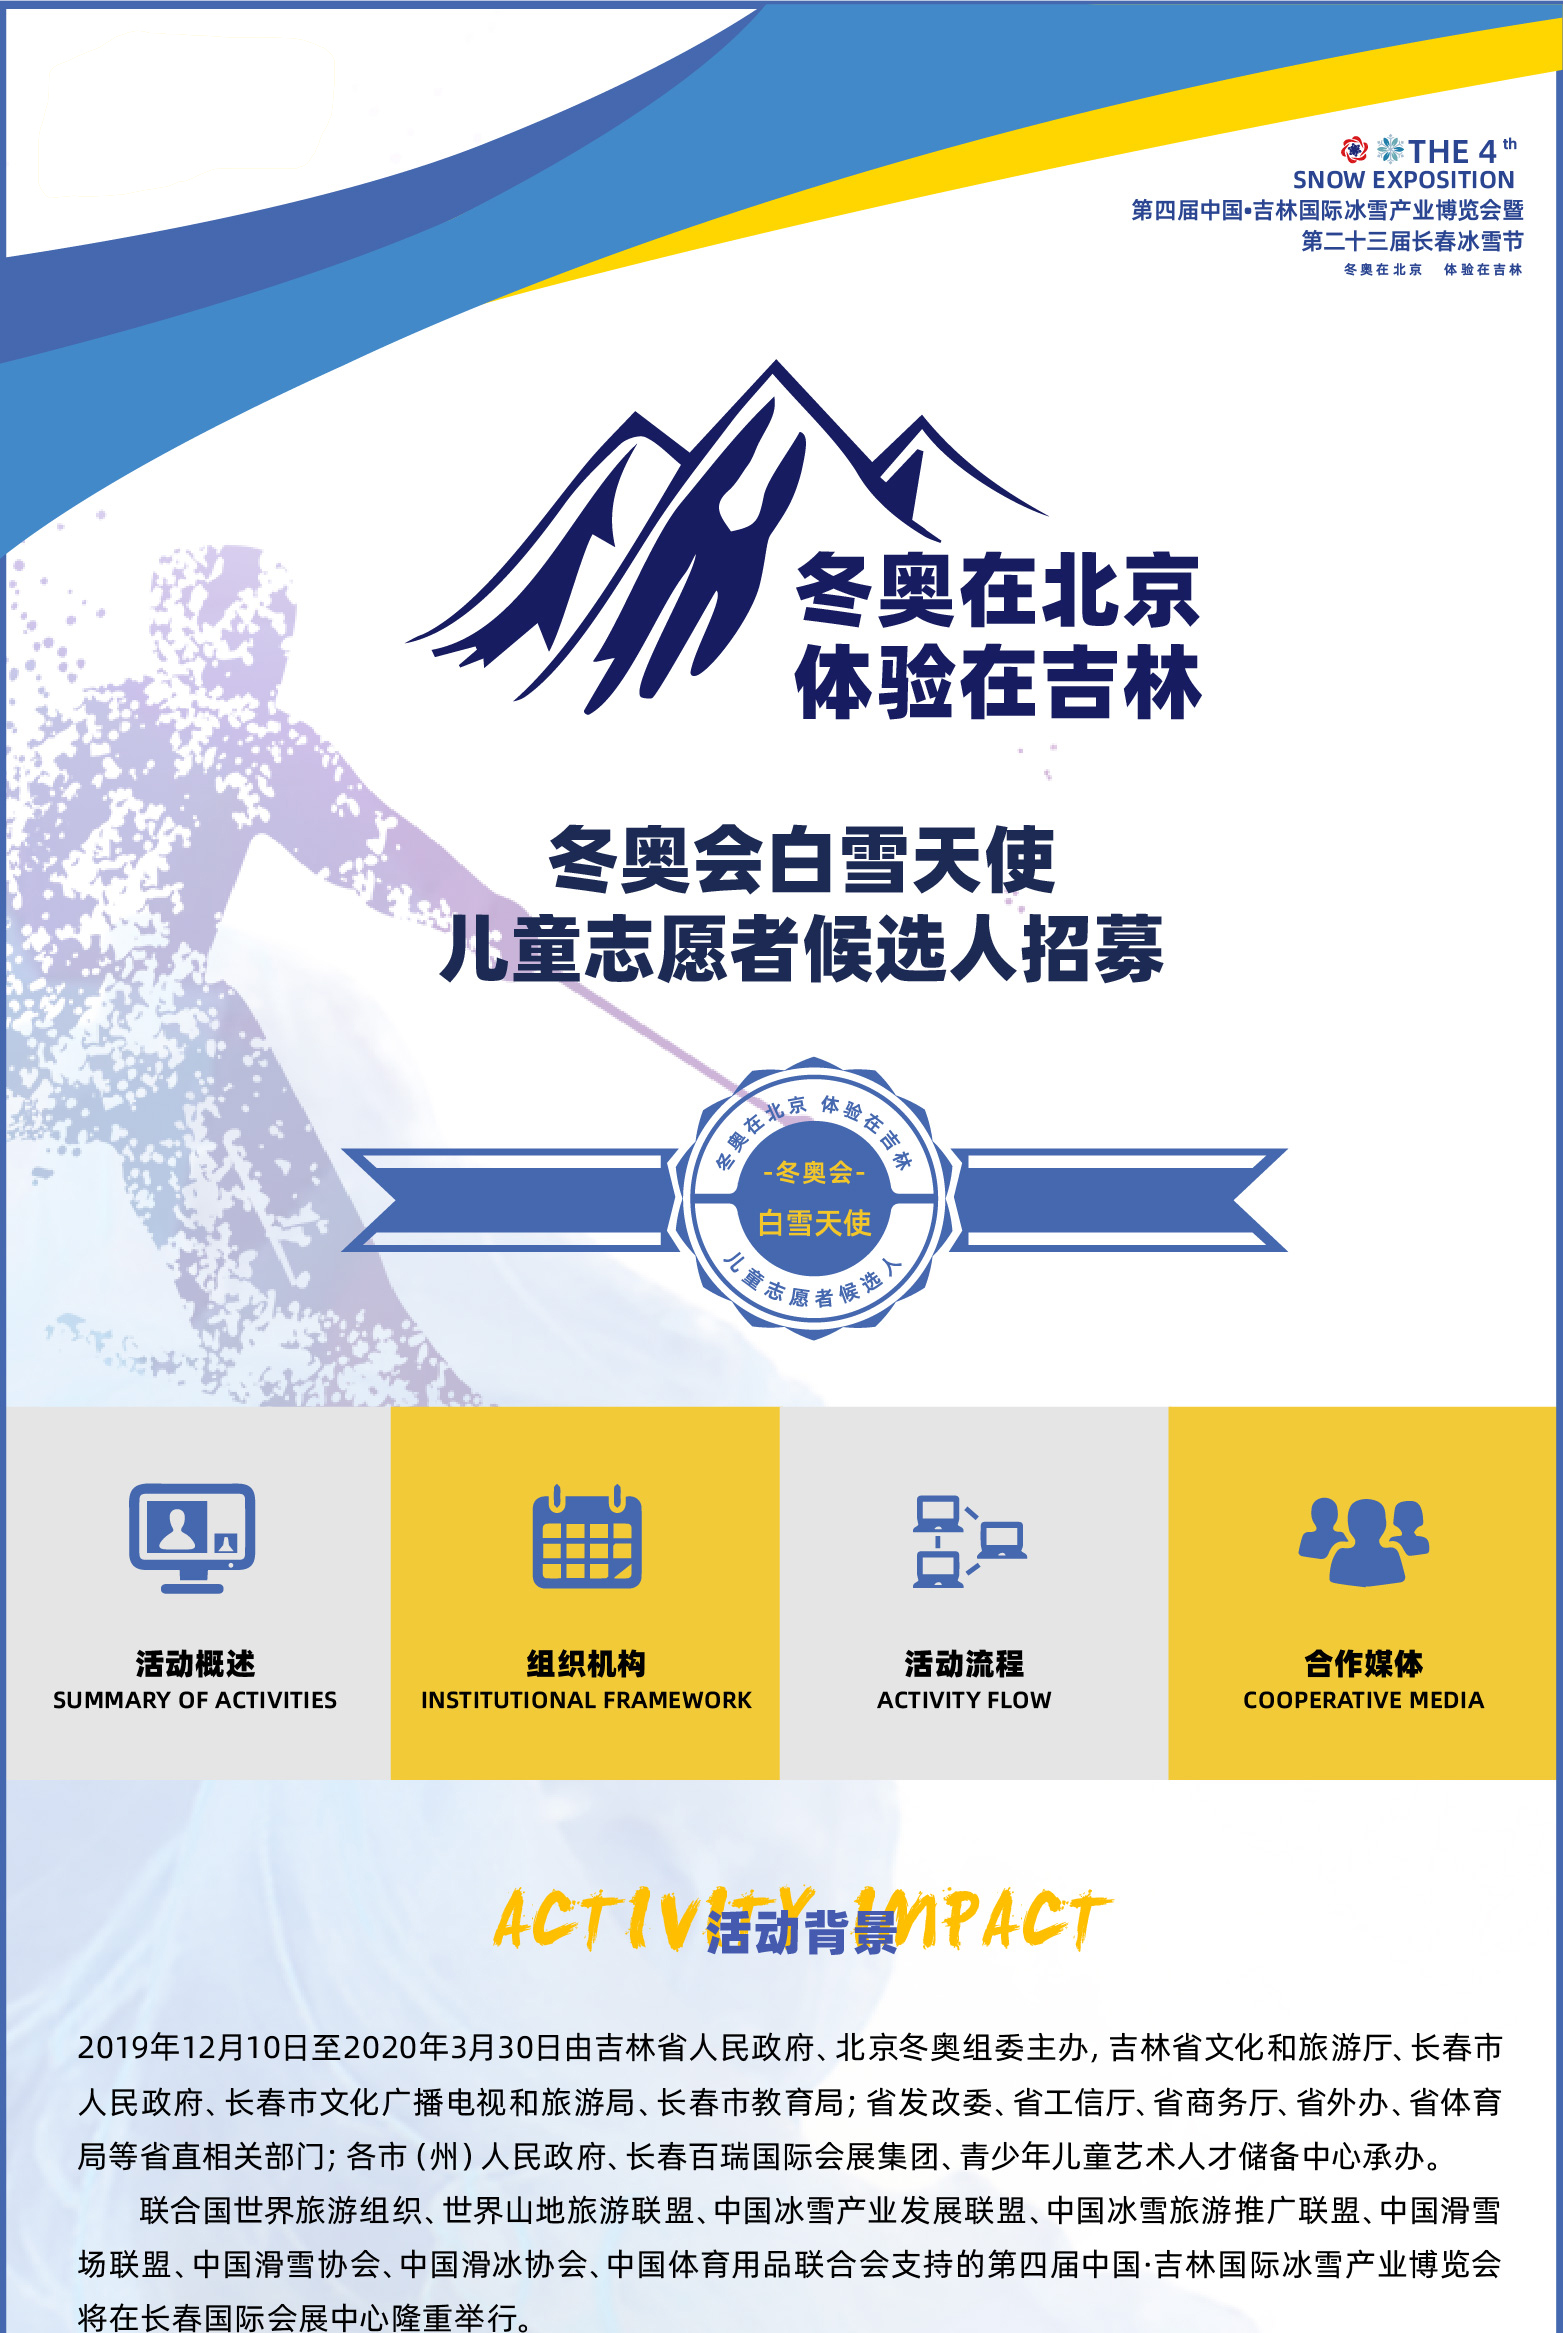 THE 4th
SNOW EXPOSITION
第四届中国•吉林国际冰雪产业博览会暨
第二十三届长春冰雪节
冬奥在北京 体验在吉林
冬奥在北京
体验在吉林
冬奥会白雪天使
儿童志愿者候选人招募
冬奥在北京 体验在吉林
-冬奥会-
白雪天使
儿童志愿者候选人
活动概述
SUMMARY OF ACTIVITIES
组织机构
INSTITUTIONAL FRAMEWORK
活动流程
ACTIVITY FLOW
合作媒体
COOPERATIVE MEDIA
ACTIVITY IMPACT
活动背景
2019年12月10日至2020年3月30日由吉林省人民政府、北京冬奥组委主办, 吉林省文化和旅游厅、长春市
人民政府、长春市文化广播电视和旅游局、长春市教育局; 省发改委、省工信厅、省商务厅、省外办、省体育
局等省直相关部门; 各市 (州) 人民政府、长春百瑞国际会展集团、青少年儿童艺术人才储备中心承办。
联合国世界旅游组织、世界山地旅游联盟、中国冰雪产业发展联盟、中国冰雪旅游推广联盟、中国滑雪
场联盟、中国滑雪协会、中国滑冰协会、中国体育用品联合会支持的第四届中国·吉林国际冰雪产业博览会
将在长春国际会展中心隆重举行。